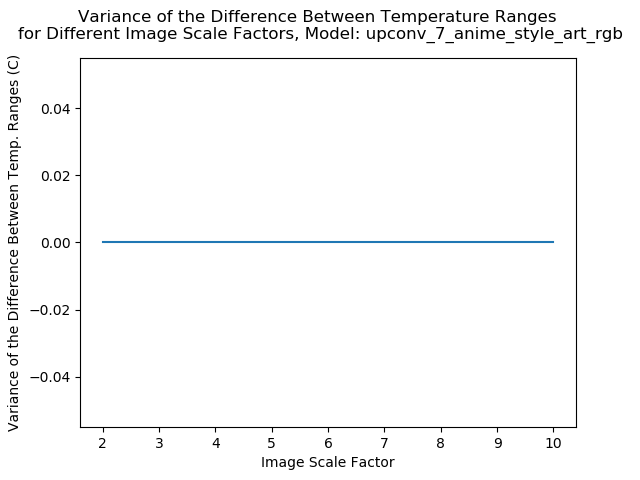 Variance of the Difference Between Temperature Ranges
for Different Image Scale Factors, Model: upconv_7_anime_style_art_rgb
Variance of the Difference Between Temp. Ranges (C)
0.04
0.02
0.00
−0.02
−0.04
2 3 4 5 6 7 8 9 10
Image Scale Factor